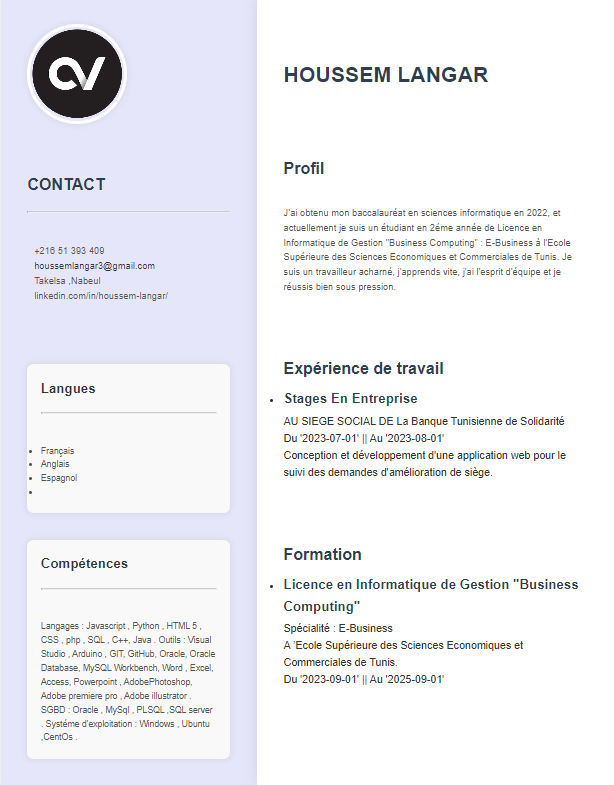 CV
CONTACT
+216 51 393 409
houssemlangar3@gmail.com
Takelsa ,Nabeul
linkedin.com/in/houssem-langar/
Langues
Français
Anglais
Espagnol
Compétences
Langages : Javascript , Python , HTML 5 ,
CSS , php , SQL , C++, Java . Outils : Visual
Studio , Arduino , GIT, GitHub, Oracle, Oracle
Database, MySQL Workbench, Word , Excel,
Access, Powerpoint , AdobePhotoshop,
Adobe premiere pro , Adobe illustrator .
SGBD : Oracle , MySql , PLSQL ,SQL server
. Systéme d'exploitation : Windows , Ubuntu
,CentOs .
HOUSSEM LANGAR
Profil
J'ai obtenu mon baccalauréat en sciences informatique en 2022, et
actuellement je suis un étudiant en 2éme année de Licence en
Informatique de Gestion "Business Computing" : E-Business á l'Ecole
Supérieure des Sciences Economiques et Commerciales de Tunis. Je
suis un travailleur acharné, j'apprends vite, j'ai l'esprit d'équipe et je
réussis bien sous pression.
Expérience de travail
Stages En Entreprise
AU SIEGE SOCIAL DE La Banque Tunisienne de Solidarité
Du '2023-07-01' || Au '2023-08-01'
Conception et développement d'une application web pour le
suivi des demandes d'amélioration de siège.
Formation
Licence en Informatique de Gestion "Business
Computing"
Spécialité : E-Business
A 'Ecole Supérieure des Sciences Economiques et
Commerciales de Tunis.
Du '2023-09-01' || Au '2025-09-01'